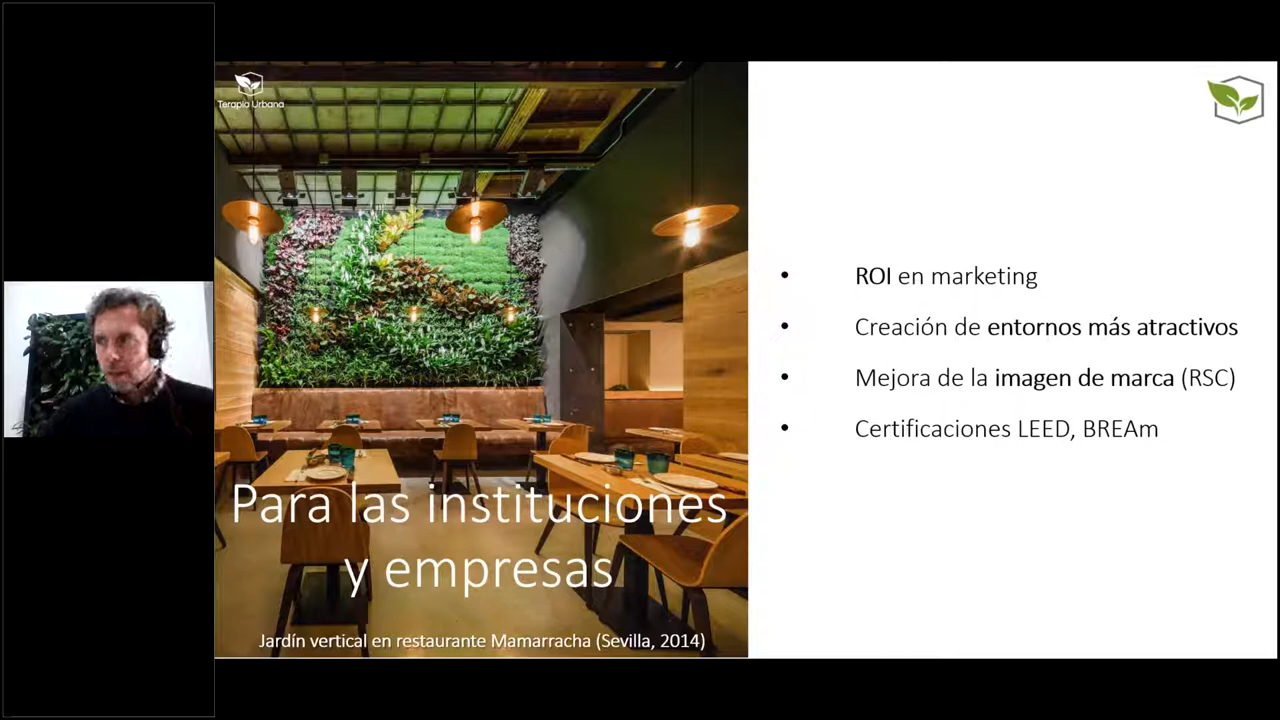 Terapia Urbana
ROI en marketing
Creación de entornos más atractivos
Mejora de la imagen de marca (RSC)
Certificaciones LEED, BREAm
Para las instituciones
y empresas
Jardín vertical en restaurante Mamarracha (Sevilla, 2014)